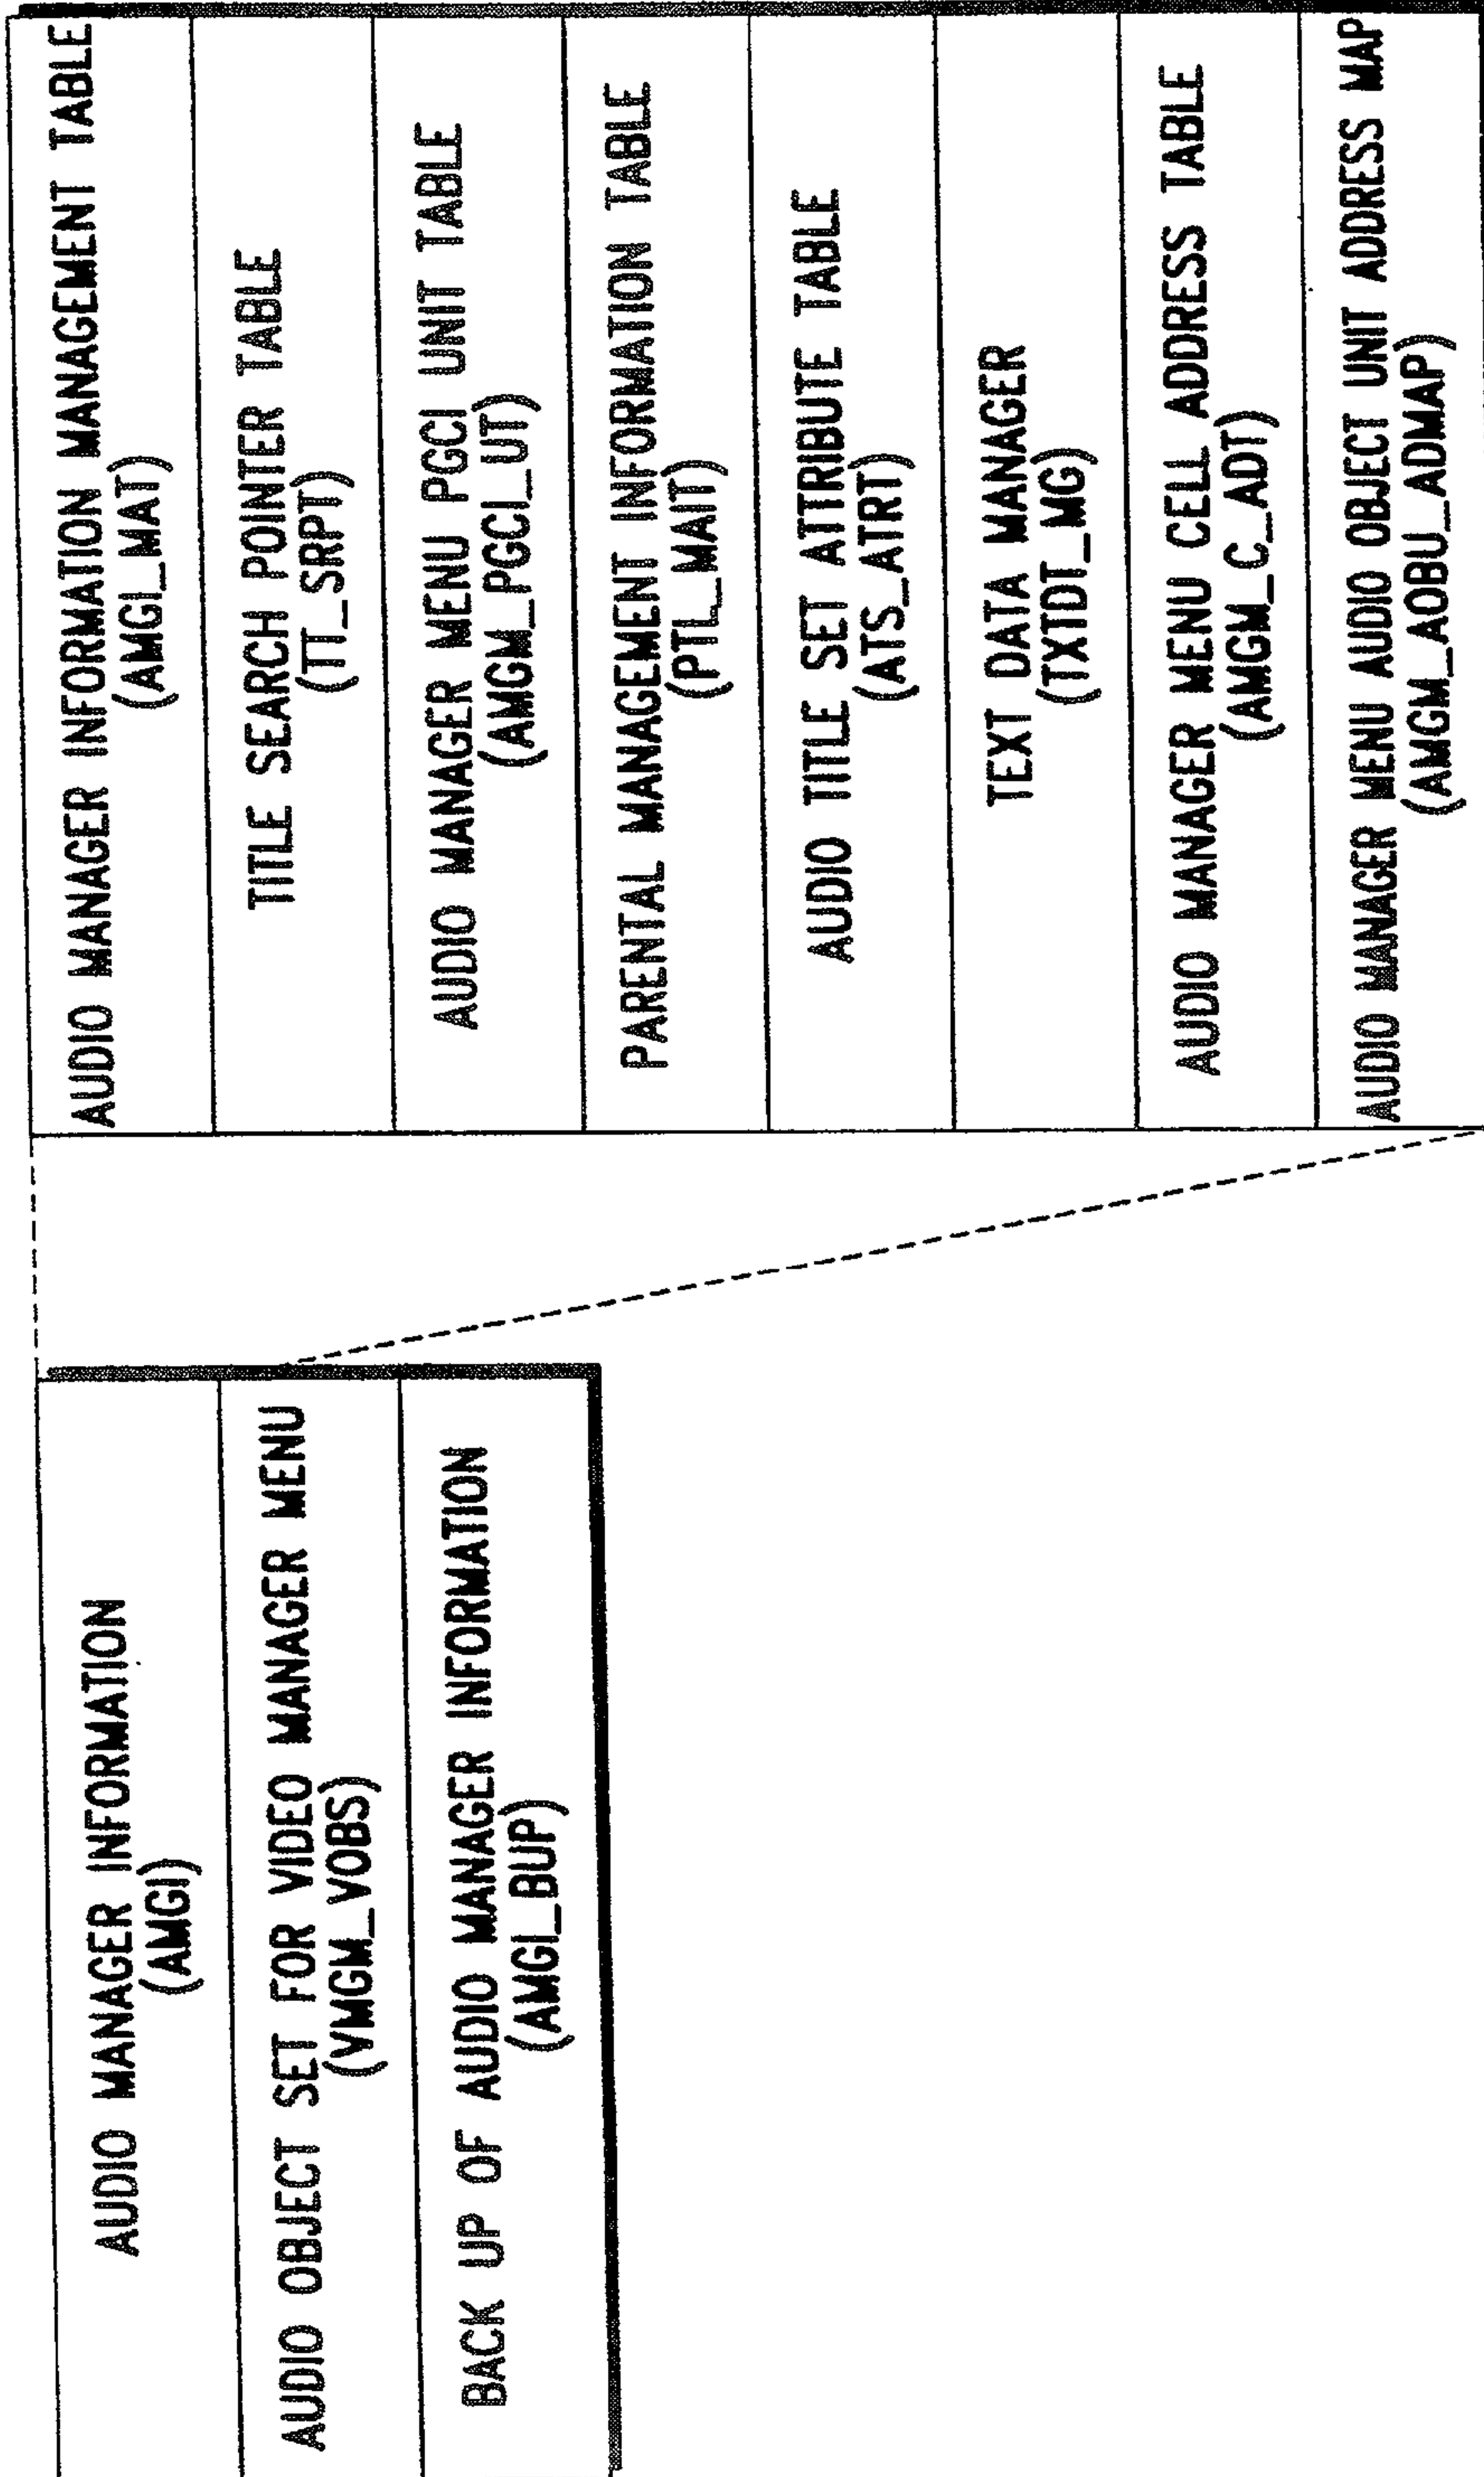 AUDIO MANAGER INFORMATION
(AMGI)
AUDIO OBJECT SET FOR VIDEO MANAGER MENU
(VMGM_VOBS)
BACK UP OF AUDIO MANAGER INFORMATION
(AMGI_BUP)
AUDIO MANAGER INFORMATION MANAGEMENT TABLE
(AMGI_MAT)
TITLE SEARCH POINTER TABLE
(TT_SRPT)
AUDIO MANAGER MENU PGCI UNIT TABLE
(AMGM_PGCI_UT)
PARENTAL MANAGEMENT INFORMATION TABLE
(PTL_MAIT)
AUDIO TITLE SET ATTRIBUTE TABLE
(ATS_ATRT)
TEXT DATA MANAGER
(TXTDT_MG)
AUDIO MANAGER MENU CELL ADDRESS TABLE
(AMGM_C_ADT)
AUDIO MANAGER MENU AUDIO OBJECT UNIT ADDRESS MAP
(AMGM_AOBU_ADMAP)